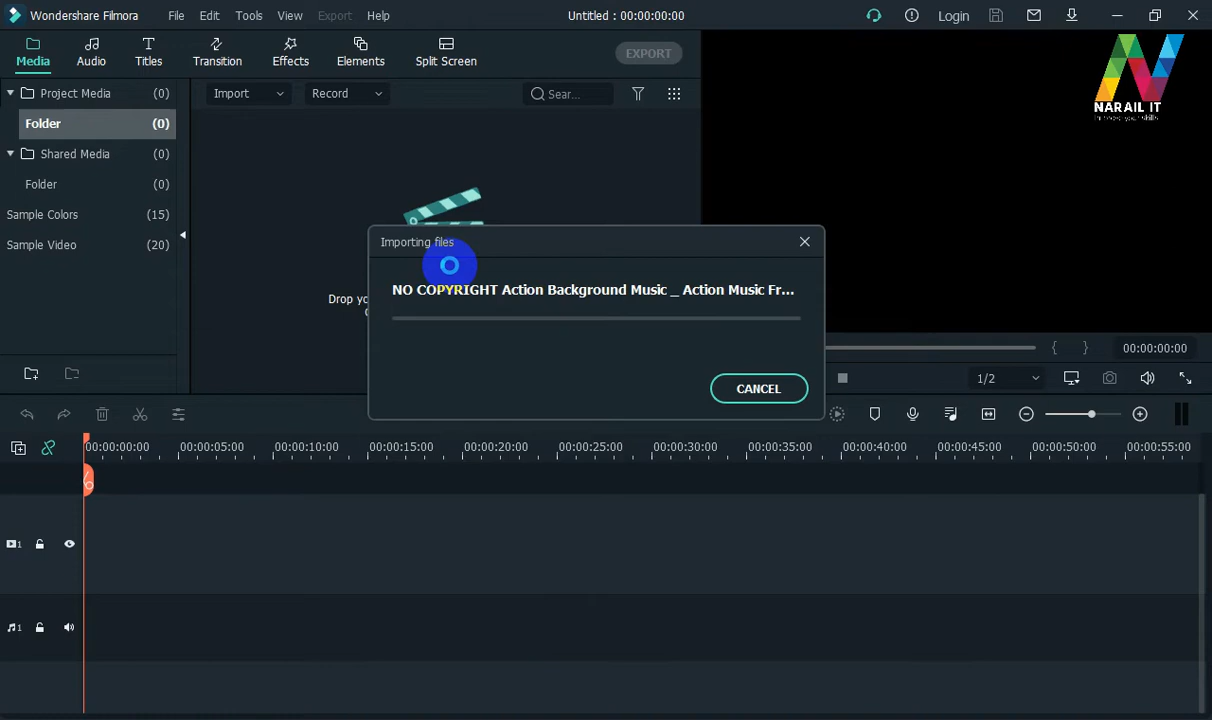 Wondershare Filmora
File
Edit
Tools
View
Export
Help
Untitled : 00:00:00:00
Login
Media
Audio
Titles
Transition
Effects
Elements
Split Screen
EXPORT
NARAIL IT
Project Media (0)
Import
Record
Sear...
Folder (0)
Shared Media (0)
Folder (0)
Sample Colors (15)
Sample Video (20)
Importing files
NO COPYRIGHT Action Background Music _ Action Music Fr...
Drop yo
CANCEL
{ }
00:00:00:00
1/2
00:00:00:00
00:00:05:00
00:00:10:00
00:00:15:00
00:00:20:00
00:00:25:00
00:00:30:00
00:00:35:00
00:00:40:00
00:00:45:00
00:00:50:00
00:00:55:00
1
1